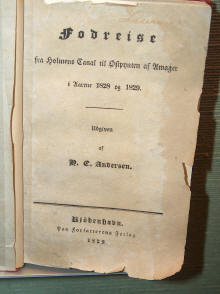 Fodreise
fra Holmens Canal til Østpynten af Amager
i Aarene 1828 og 1829.
Udgiven
af
H. C. Andersen.
Kjöbenhavn.
Paa Forfatterens Forlag
1829.